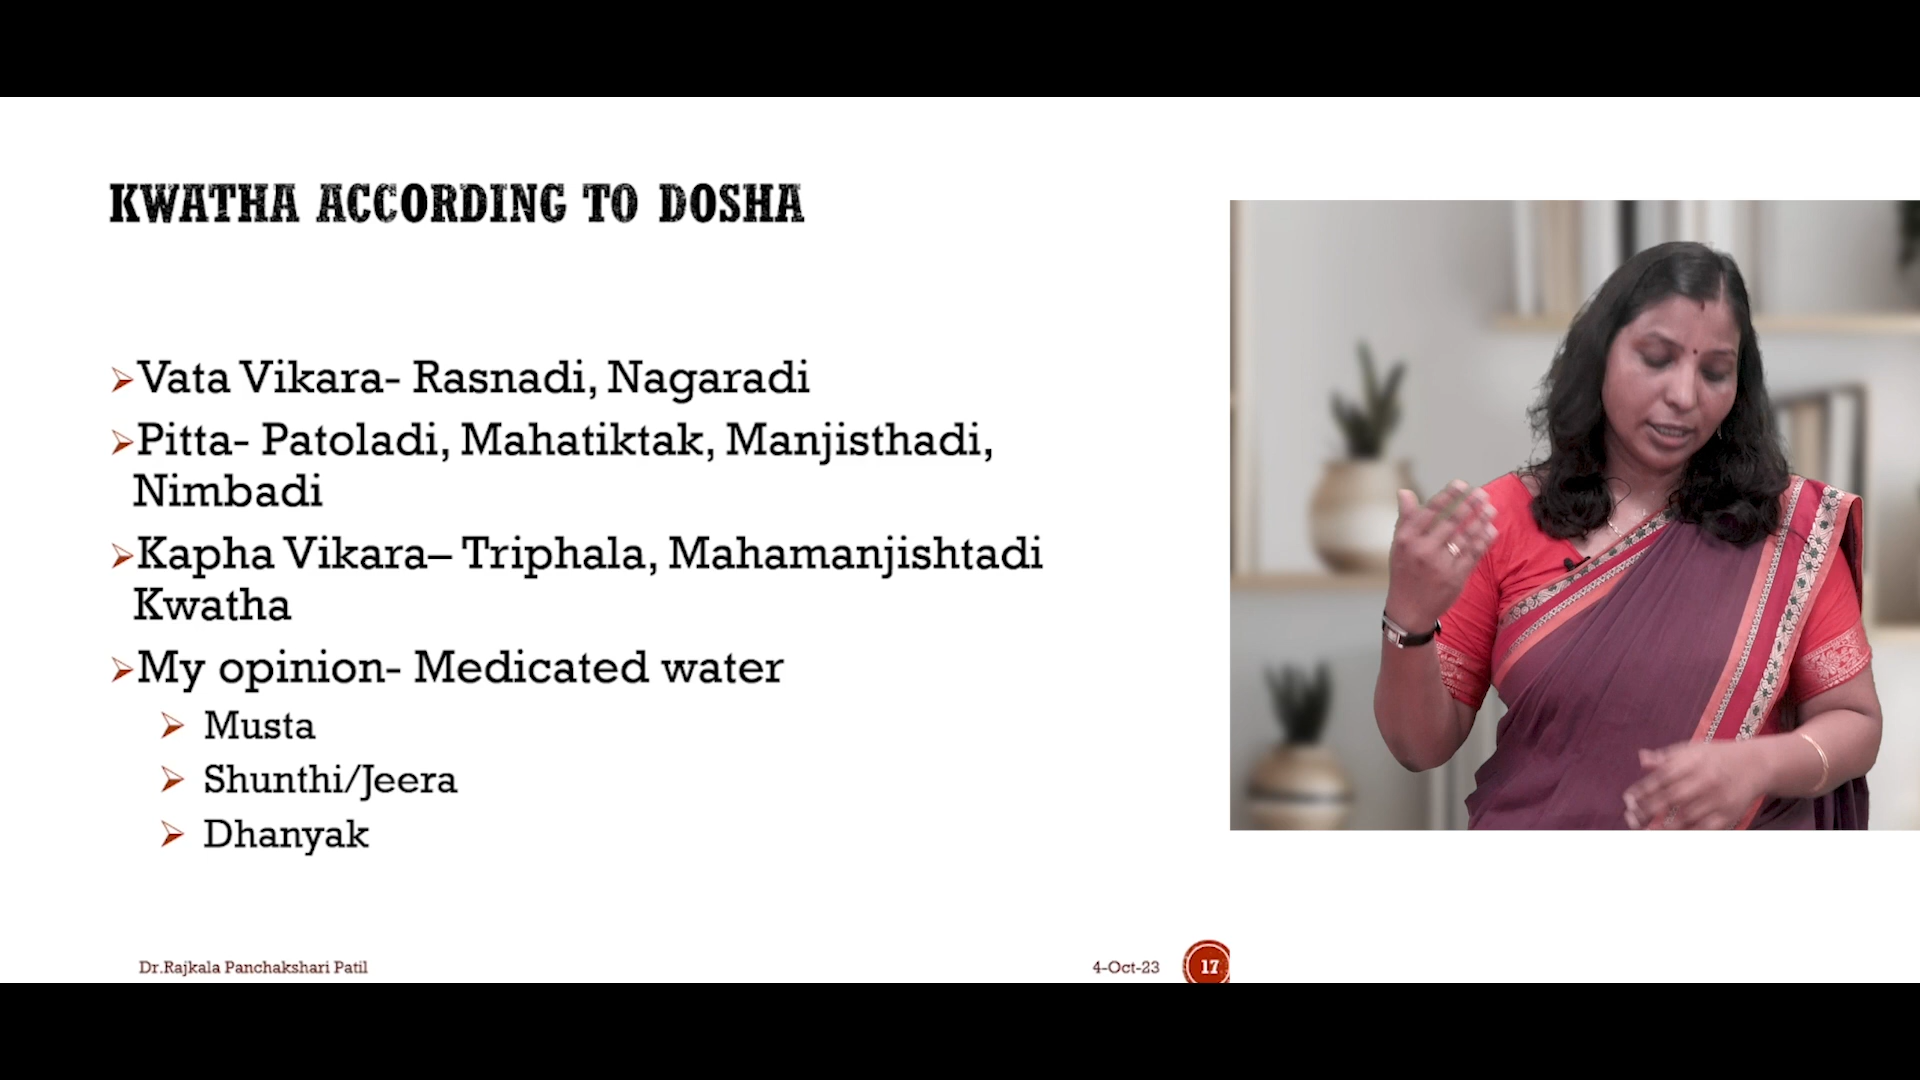 KWATHA ACCORDING TO DOSHA
Vata Vikara- Rasnadi, Nagaradi
Pitta- Patoladi, Mahatiktak, Manjisthadi,
Nimbadi
Kapha Vikara– Triphala, Mahamanjishtadi
Kwatha
My opinion- Medicated water
Musta
Shunthi/Jeera
Dhanyak
Dr.Rajkala Panchakshari Patil
4-Oct-23
17